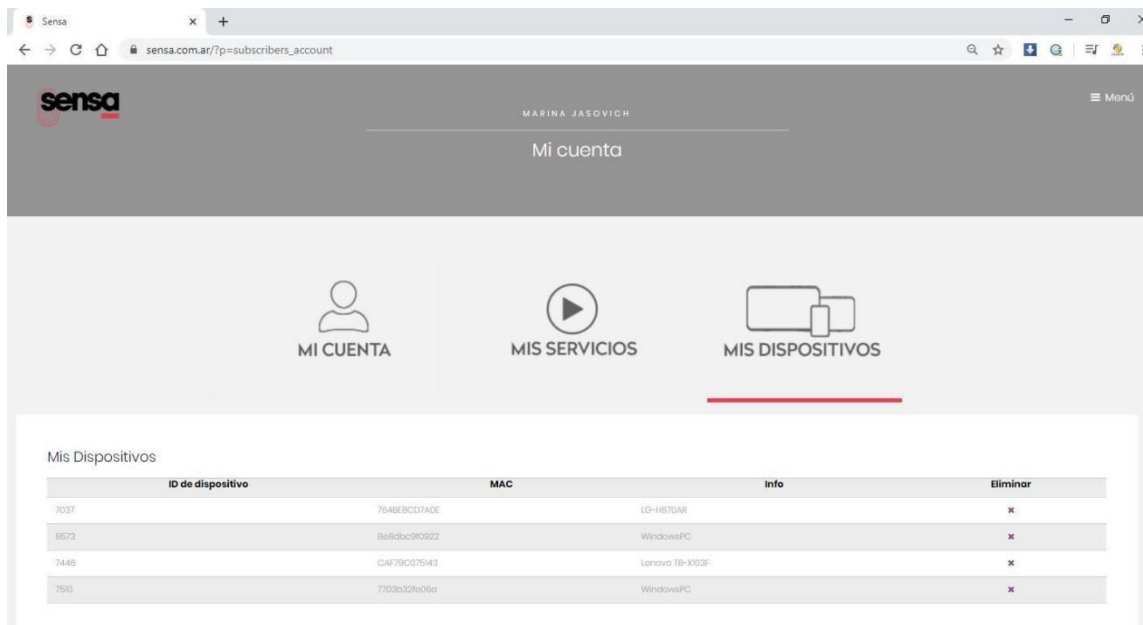 Sensa
sensa.com.ar/?p=subscribers_account
sensa
Menú
MARINA JASOVICH
Mi cuenta
MI CUENTA
MIS SERVICIOS
MIS DISPOSITIVOS
Mis Dispositivos
ID de dispositivo MAC Info Eliminar
7037 LG-H870AR
8573 WindowsPC
7446 CAF79C075143 Lenovo TB-X103F
7510 WindowsPC